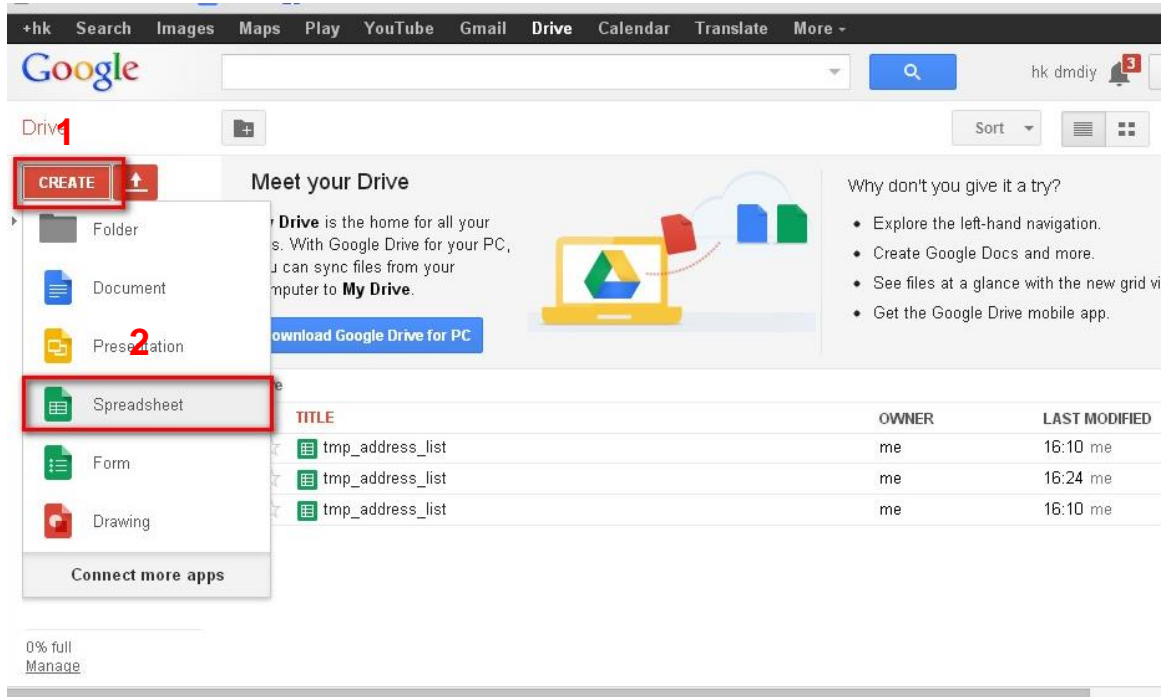 +hk Search Images Maps Play YouTube Gmail Drive Calendar Translate More
Google
hk dmdiy 3
Drive
1
Sort
CREATE
Folder
Document
Presentation
2
Spreadsheet
Form
Drawing
Connect more apps
0% full
Manage
Meet your Drive
Drive is the home for all your
With Google Drive for your PC,
can sync files from your
to My Drive.
Google Drive for PC
Why don't you give it a try?
Explore the left-hand navigation.
Create Google Docs and more.
See files at a glance with the new grid
Get the Google Drive mobile app.
TITLE OWNER LAST MODIFIED
tmp_address_list me 16:10 me
tmp_address_list me 16:24 me
tmp_address_list me 16:10 me